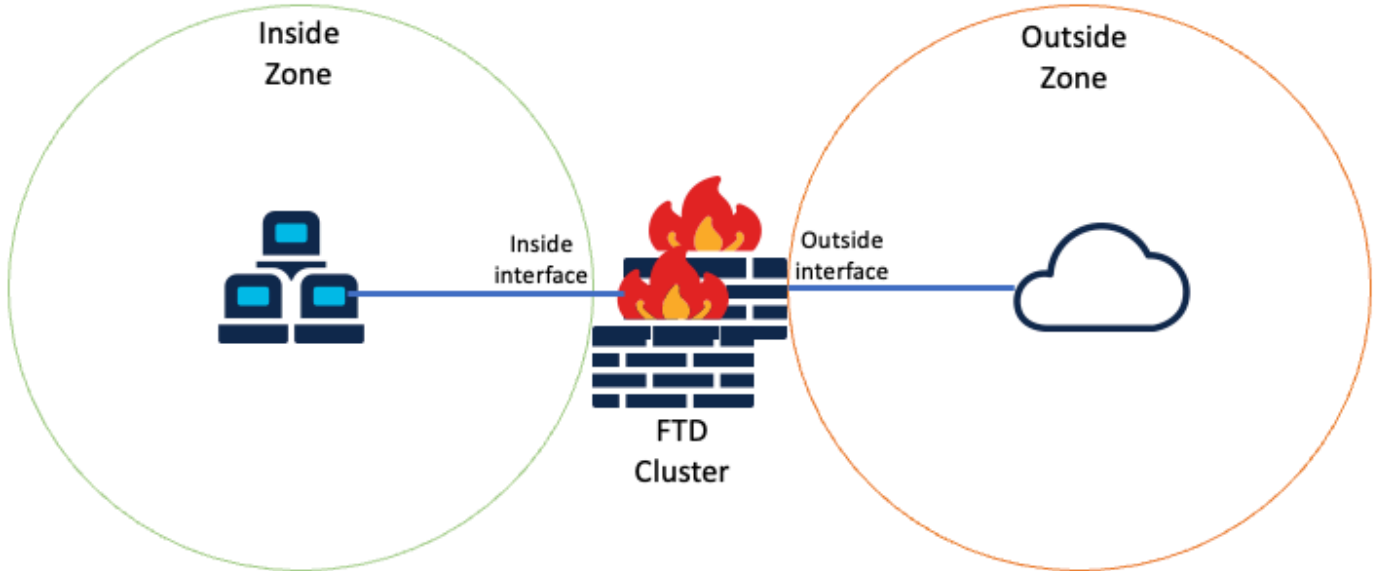 Inside
Zone
Outside
Zone
Inside
interface
Outside
interface
FTD
Cluster